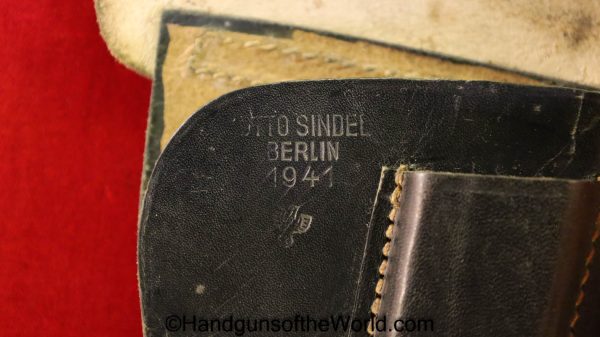 OTTO SINDEL
BERLIN
1941
©HandgunsoftheWorld.com